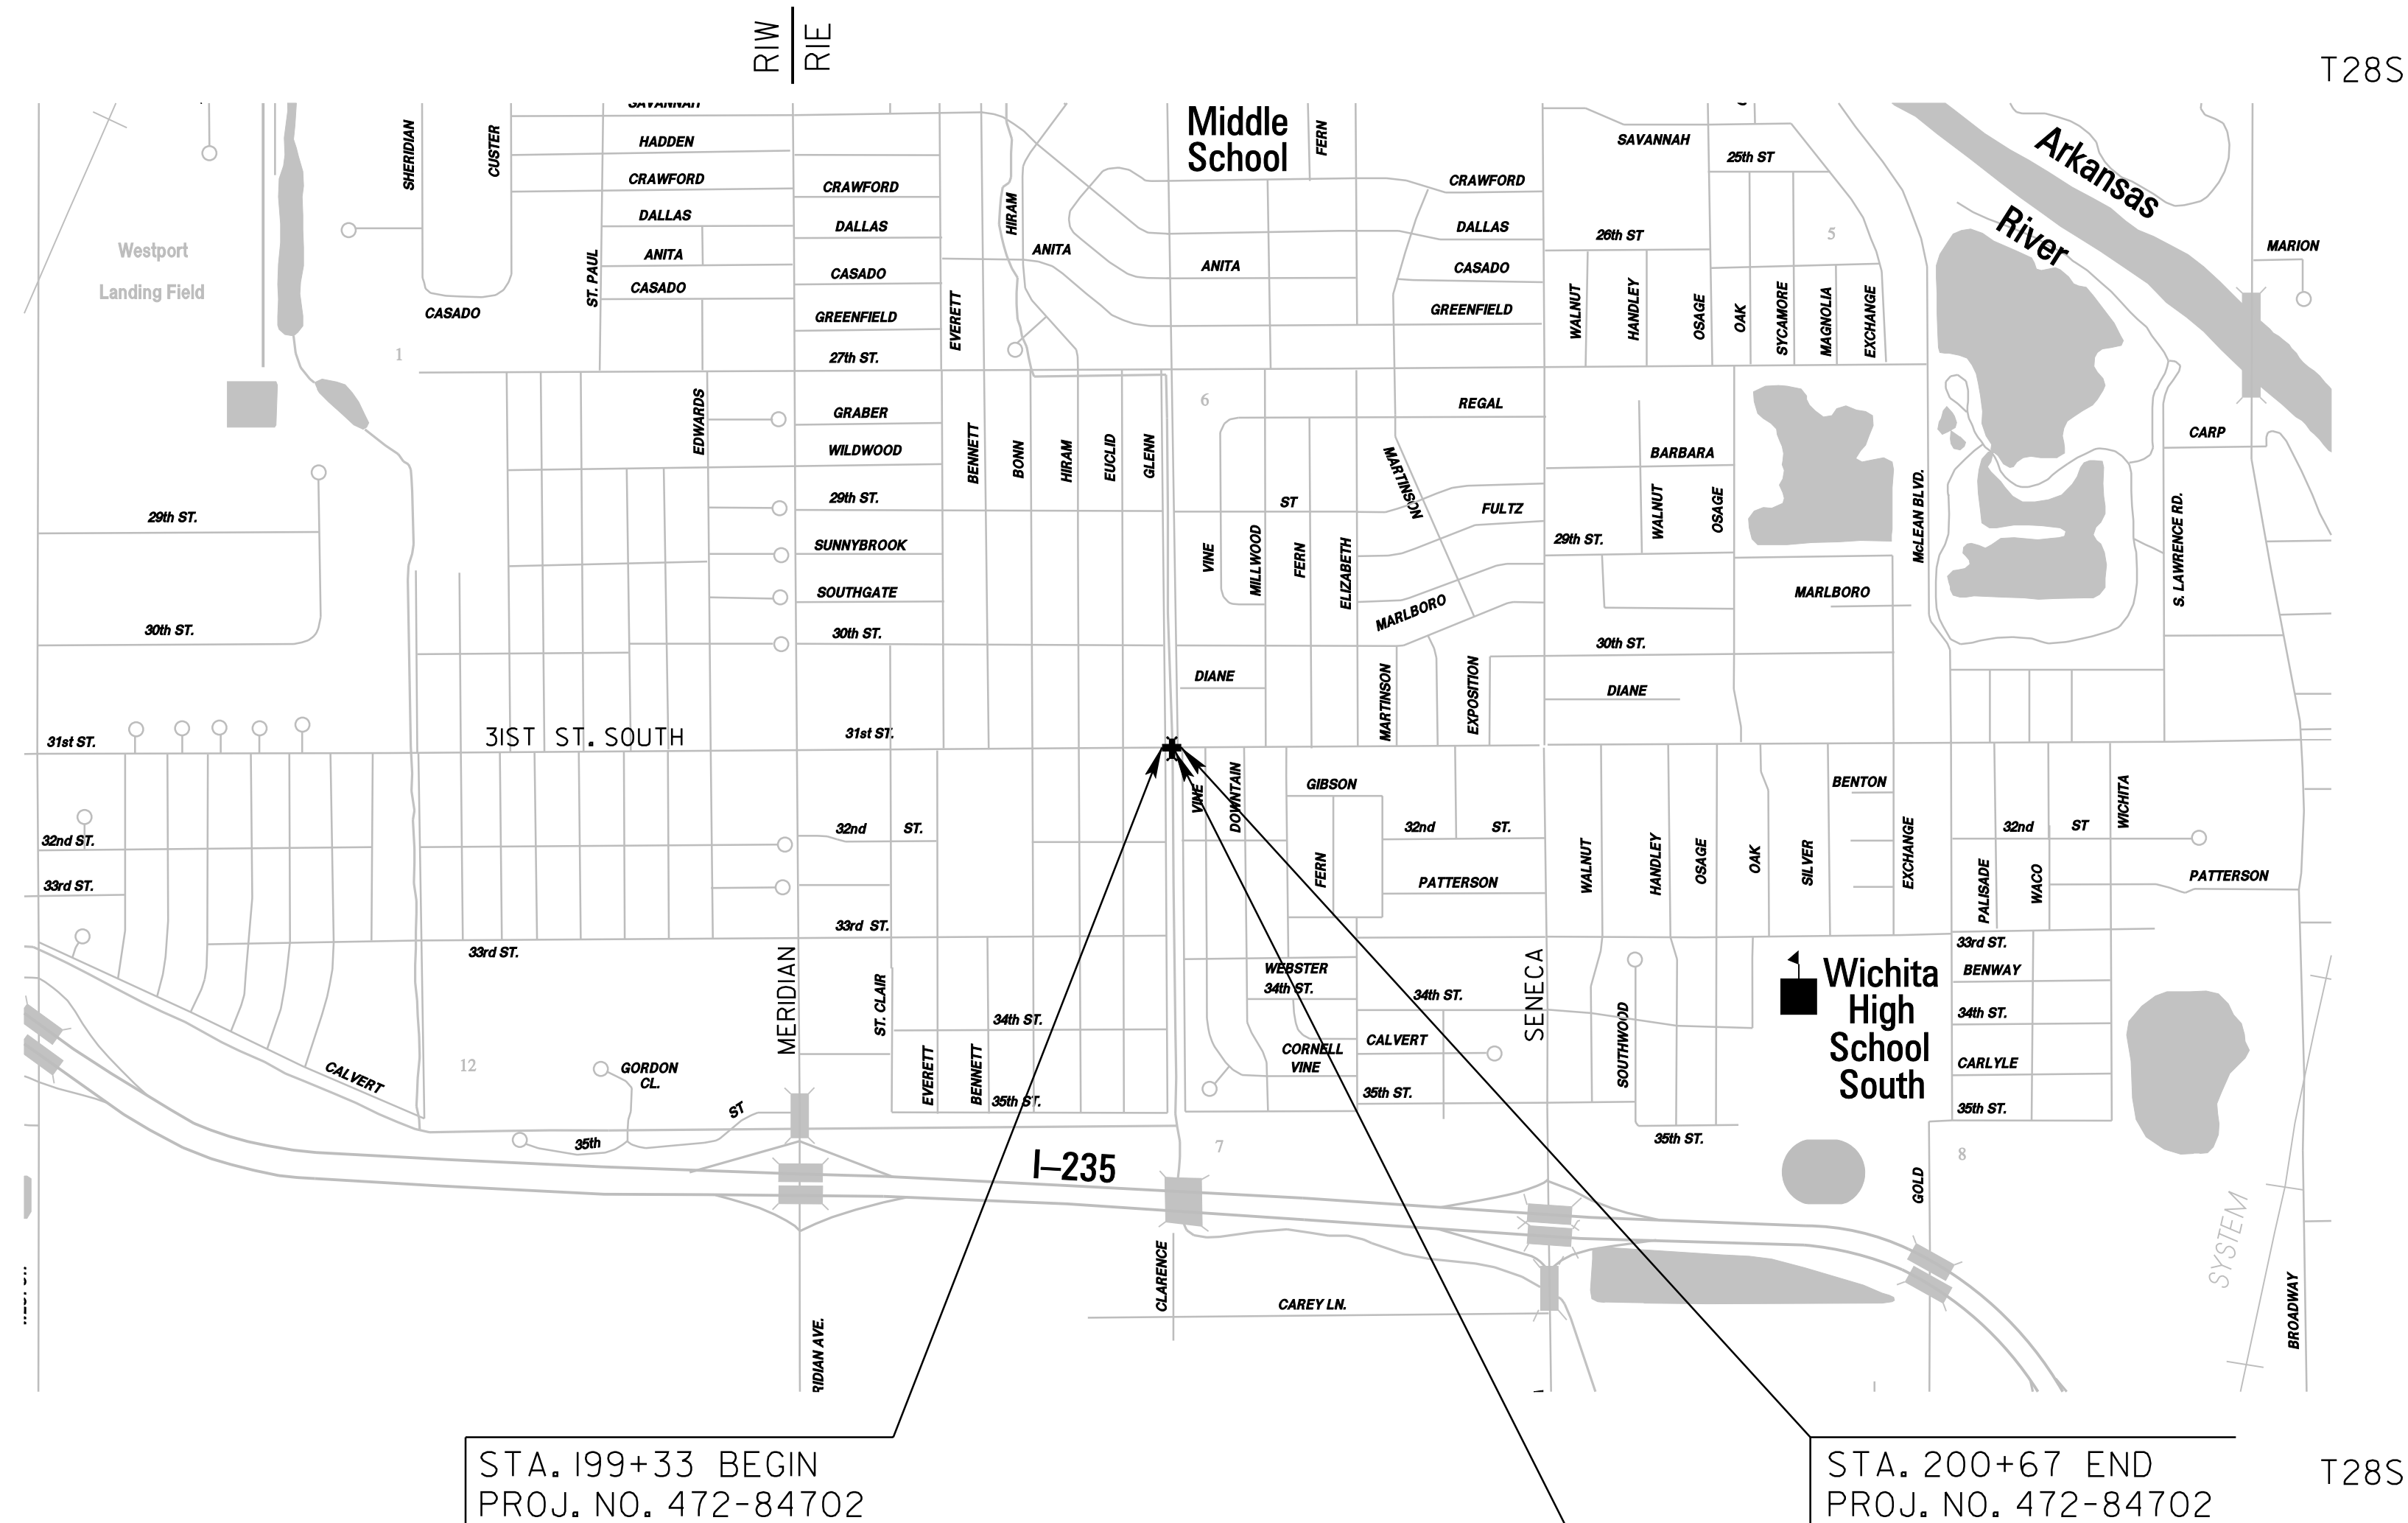 R1W
R1E
T28S
SAVANNAH
HADDEN
CRAWFORD
DALLAS
ANITA
CASADO
SHERIDIAN
CUSTER
ST. PAUL
CASADO
Westport
Landing Field
1
CRAWFORD
DALLAS
CASADO
GREENFIELD
27th ST.
EVERETT
HIRAM
ANITA
Middle
School
FERN
ANITA
CRAWFORD
DALLAS
CASADO
GREENFIELD
SAVANNAH
25th ST
26th ST
5
WALNUT
HANDLEY
OSAGE
OAK
SYCAMORE
MAGNOLIA
EXCHANGE
Arkansas
River
MARION
EDWARDS
GRABER
WILDWOOD
29th ST.
SUNNYBROOK
SOUTHGATE
30th ST.
BENNETT
BONN
HIRAM
EUCLID
GLENN
6
REGAL
ST
FULTZ
MARTINSON
VINE
MILLWOOD
FERN
ELIZABETH
MARLBORO
BARBARA
WALNUT
OSAGE
29th ST.
MARLBORO
McLEAN BLVD.
CARP
S. LAWRENCE RD.
29th ST.
30th ST.
30th ST.
DIANE
MARTINSON
EXPOSITION
DIANE
31st ST.
31ST ST. SOUTH
31st ST.
32nd ST.
33rd ST.
32nd ST.
33rd ST.
33rd ST.
VINE
DOWNTAIN
GIBSON
32nd ST.
FERN
PATTERSON
WALNUT
HANDLEY
OSAGE
OAK
SILVER
BENTON
EXCHANGE
32nd ST
WICHITA
PALISADE
WACO
PATTERSON
MERIDIAN
ST. CLAIR
34th ST.
EVERETT
BENNETT
35th ST.
WEBSTER
34th ST.
34th ST.
CORNELL
VINE
CALVERT
35th ST.
SENECA
SOUTHWOOD
35th ST.
Wichita
High
School
South
33rd ST.
BENWAY
34th ST.
CARLYLE
35th ST.
CALVERT
12
GORDON
CL.
35th ST
I-235
7
8
GOLD
SYSTEM
CLARENCE
CAREY LN.
RIDIAN AVE.
BROADWAY
STA. 199+33 BEGIN
PROJ. NO. 472-84702
STA. 200+67 END
PROJ. NO. 472-84702
T28S